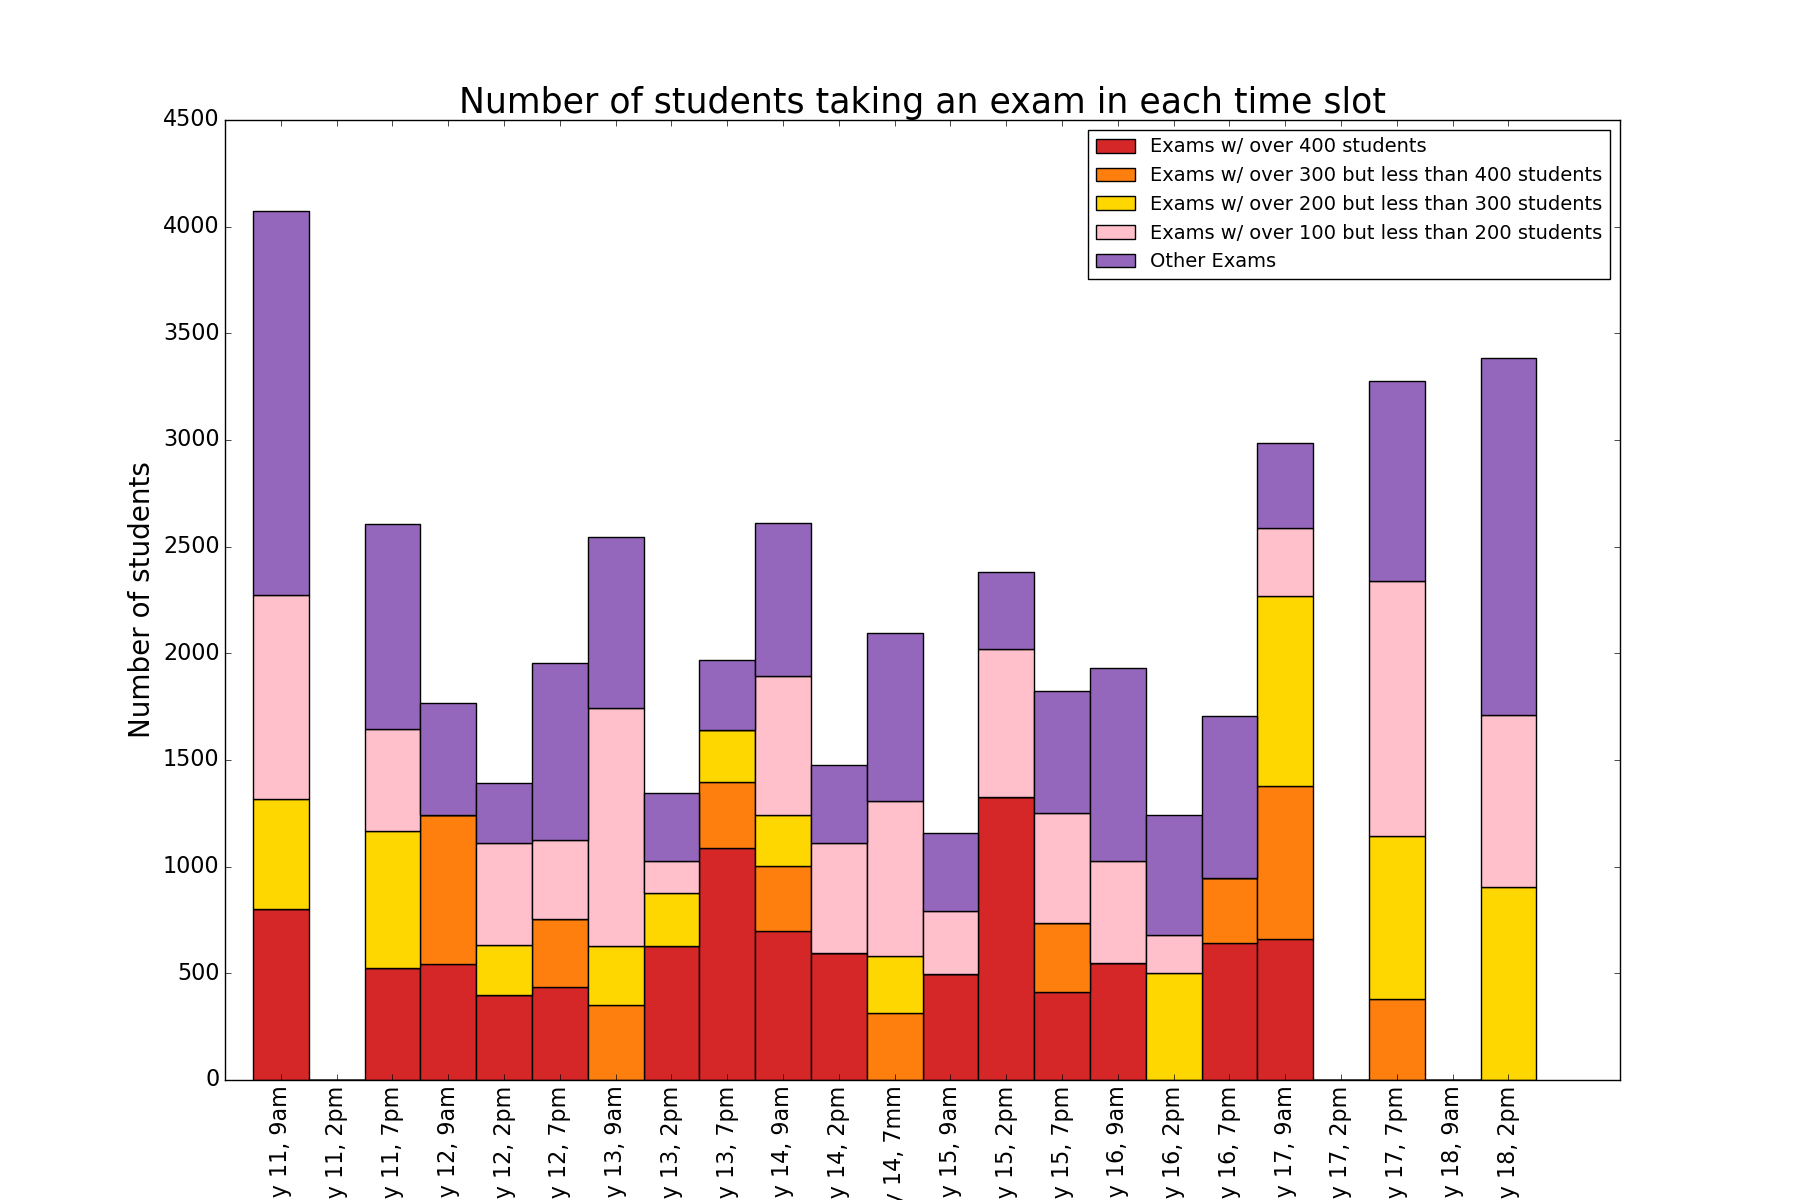 Number of students taking an exam in each time slot
Exams w/ over 400 students
Exams w/ over 300 but less than 400 students
Exams w/ over 200 but less than 300 students
Exams w/ over 100 but less than 200 students
Other Exams
Number of students
4500
4000
3500
3000
2500
2000
1500
1000
500
0
y 11, 9am
y 11, 2pm
y 11, 7pm
y 12, 9am
y 12, 2pm
y 12, 7pm
y 13, 9am
y 13, 2pm
y 13, 7pm
y 14, 9am
y 14, 2pm
y 14, 7mm
y 15, 9am
y 15, 2pm
y 15, 7pm
y 16, 9am
y 16, 2pm
y 16, 7pm
y 17, 9am
y 17, 2pm
y 17, 7pm
y 18, 9am
y 18, 2pm